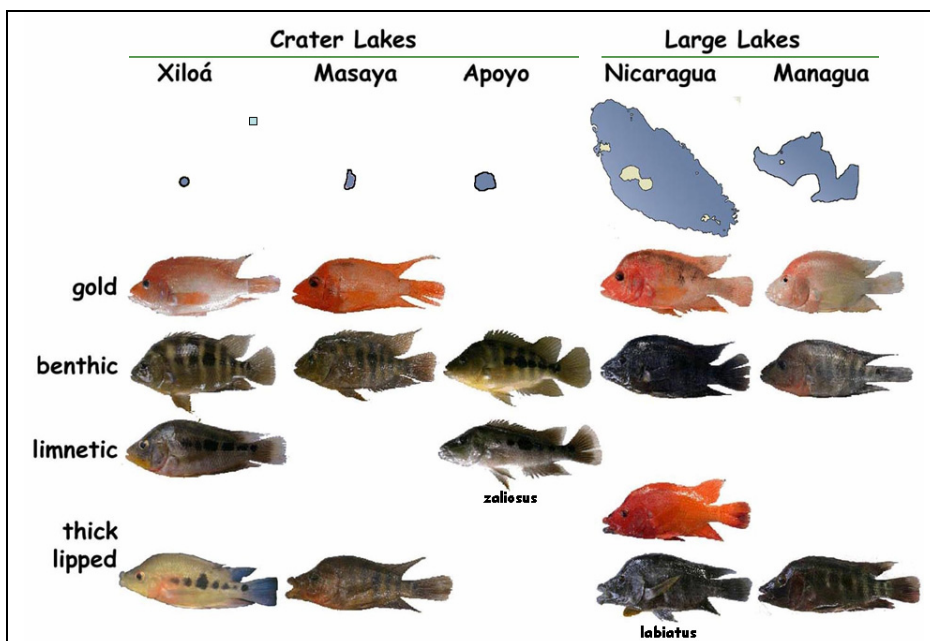 Crater Lakes Large Lakes
Xiloá Masaya Apoyo Nicaragua Managua
gold
benthic
limnetic
zaliosus
thick
lipped
labiatus